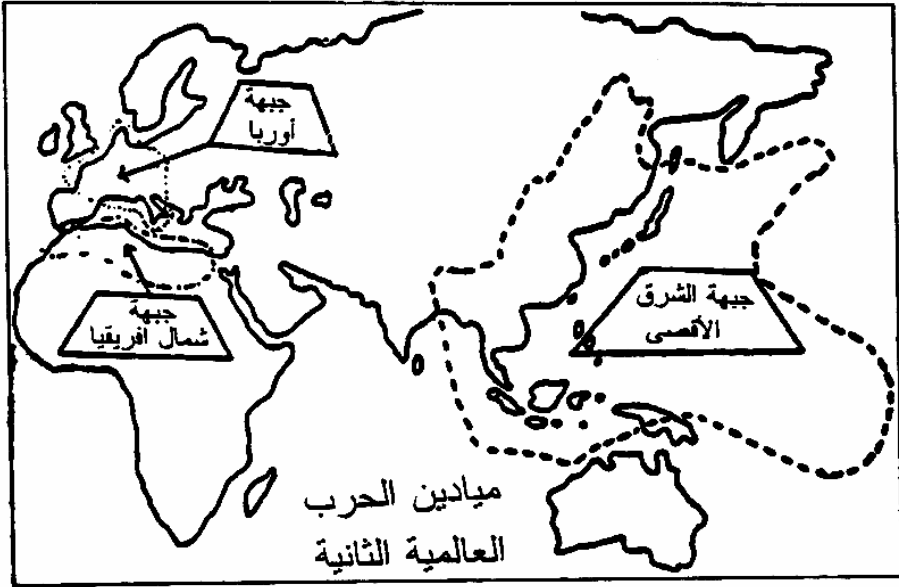 جبهة
أوربا
جبهة الشرق
الأقصى
جبهة
شمال افريقيا
ميادين الحرب
العالمية الثانية